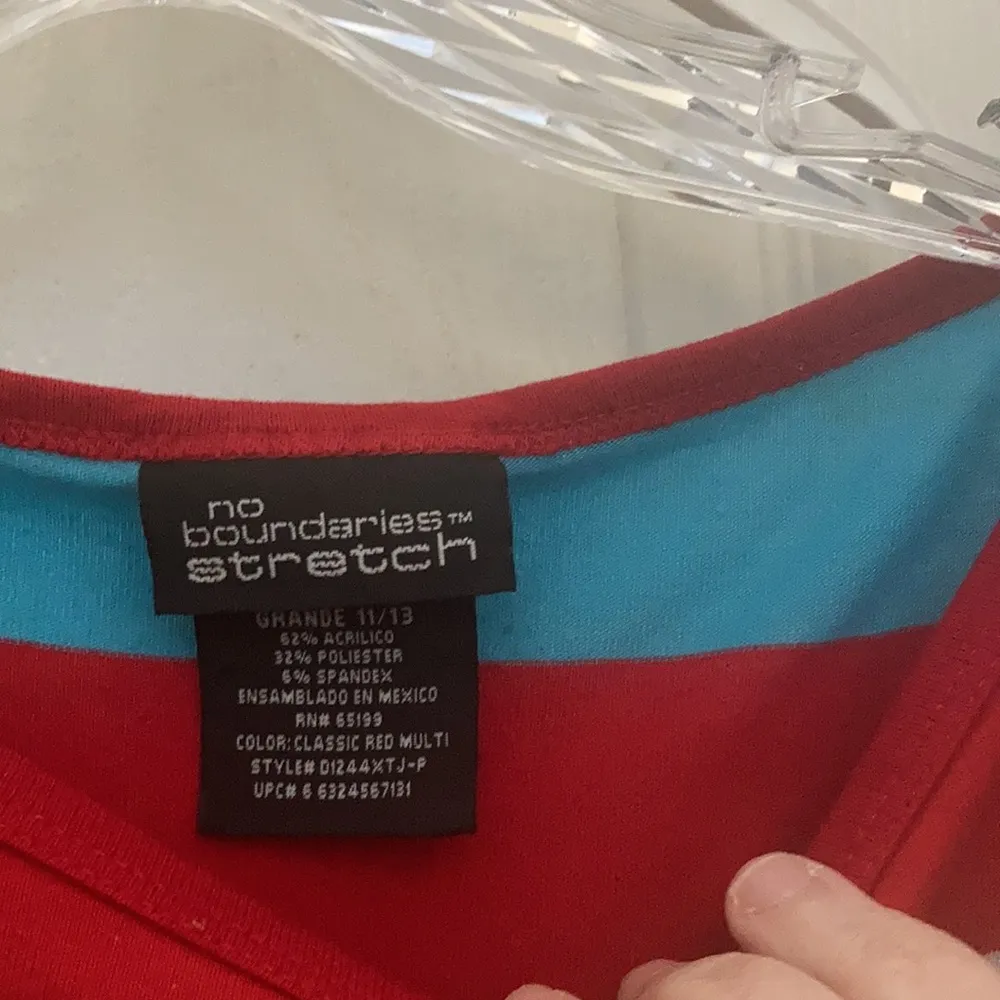 no
boundaries™
stretch
GRANDE 11/13
62% ACRILICO
32% POLIESTER
6% SPANDEX
ENSAMBLADO EN MEXICO
RN# 65199
COLOR: CLASSIC RED MULTI
STYLE# D1244XTJ-P
UPC# 6 6324567131